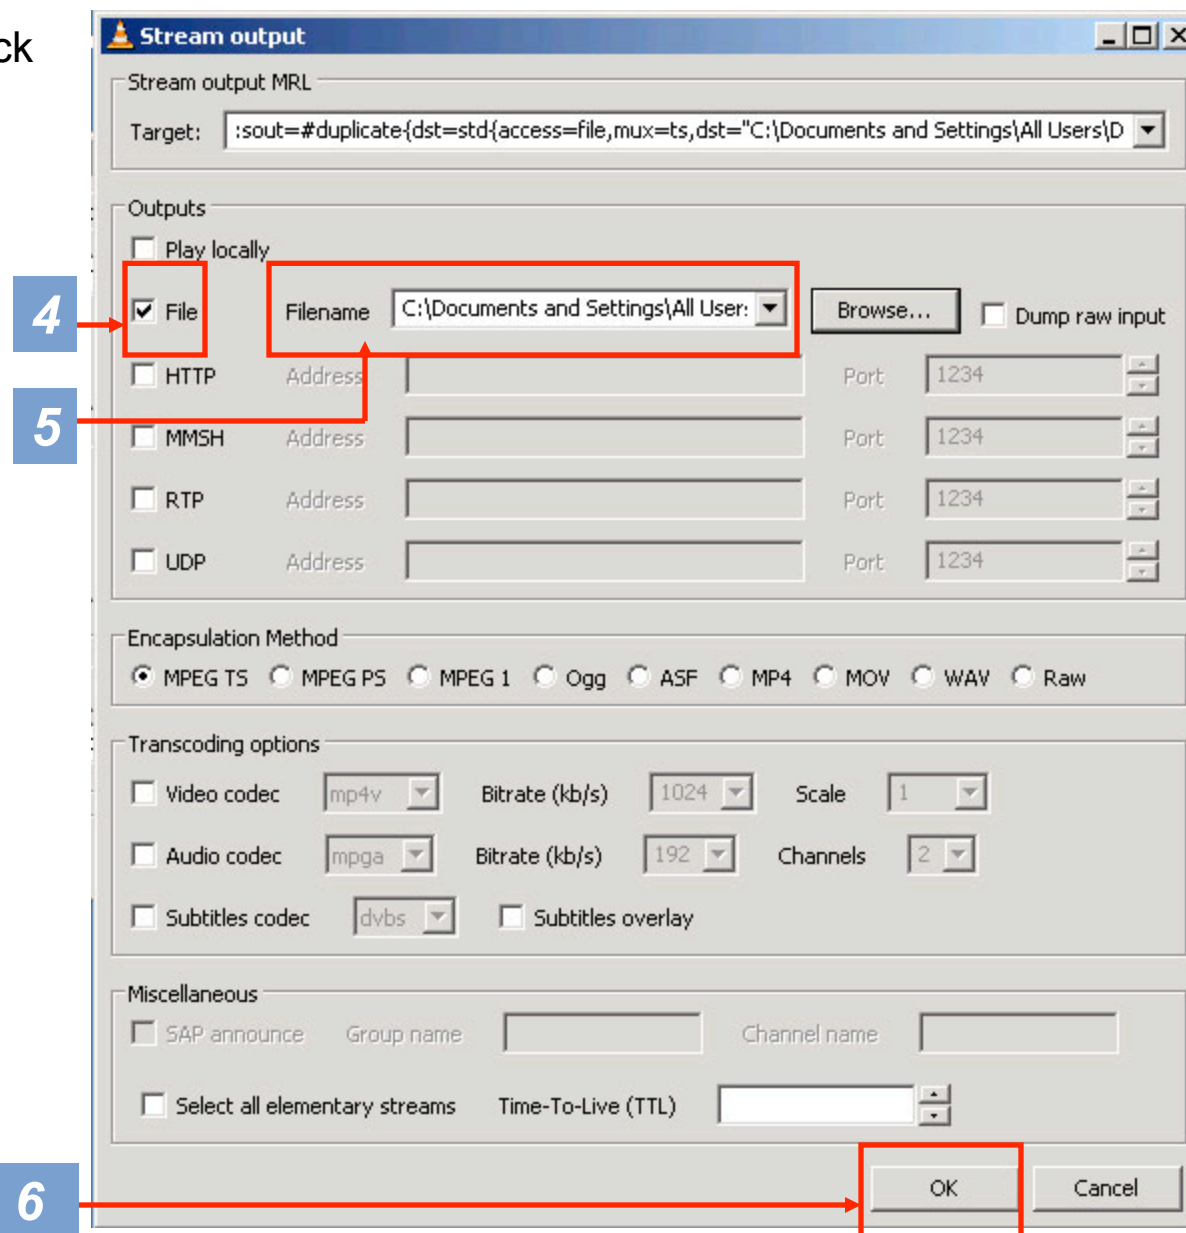 ck
Stream output
Stream output MRL
Target: :sout=#duplicate{dst=std{access=file,mux=ts,dst="C:\Documents and Settings\All Users\D
Outputs
Play locally
4
File Filename C:\Documents and Settings\All User: Browse... Dump raw input
HTTP Address Port 1234
5
MMSH Address Port 1234
RTP Address Port 1234
UDP Address Port 1234
Encapsulation Method
MPEG TS MPEG PS MPEG 1 Ogg ASF MP4 MOV WAV Raw
Transcoding options
Video codec mp4v Bitrate (kb/s) 1024 Scale 1
Audio codec mpga Bitrate (kb/s) 192 Channels 2
Subtitles codec dvbs Subtitles overlay
Miscellaneous
SAP announce Group name Channel name
Select all elementary streams Time-To-Live (TTL)
6
OK Cancel